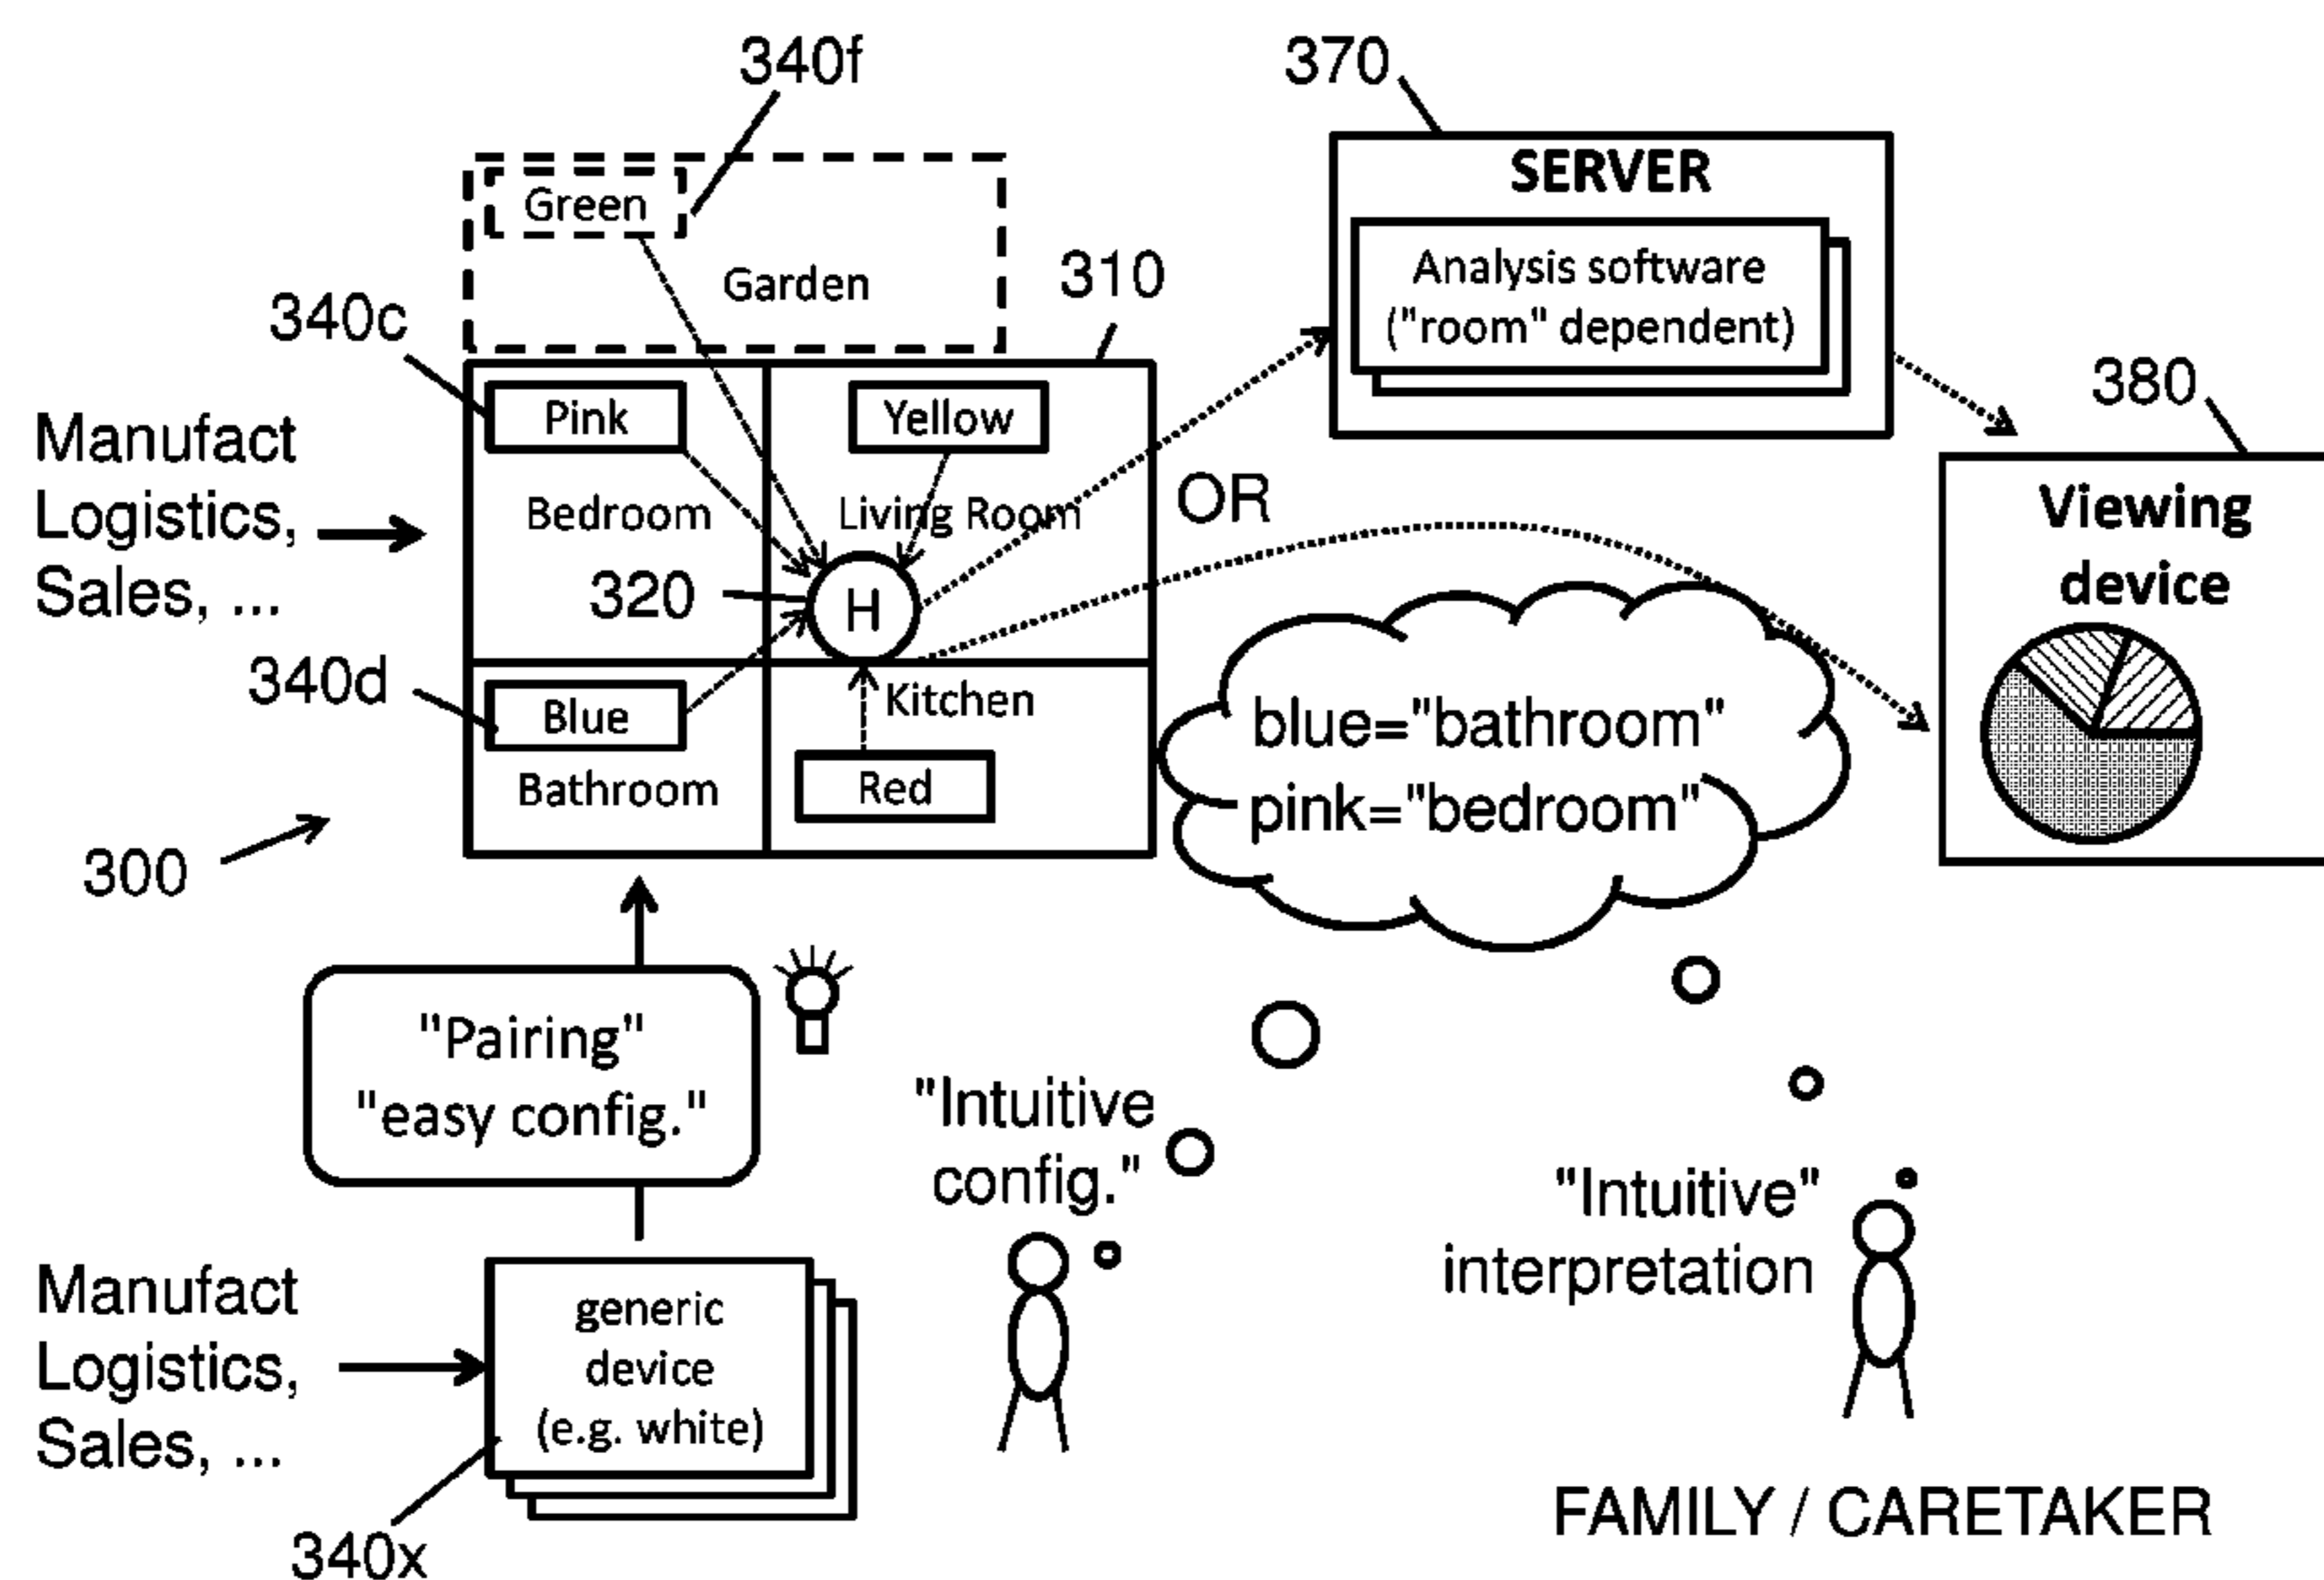 340f
370
SERVER
Green
Analysis software
("room" dependent)
Garden
310
340c
380
Pink
Yellow
Manufact
Logistics,
Sales, ...
Bedroom
Living Room
OR
Viewing
device
320
H
340d
Blue
Kitchen
blue="bathroom"
pink="bedroom"
Bathroom
Red
300
"Pairing"
"easy config."
"Intuitive
config."
"Intuitive"
interpretation
Manufact
Logistics,
Sales, ...
generic
device
(e.g. white)
340x
FAMILY / CARETAKER